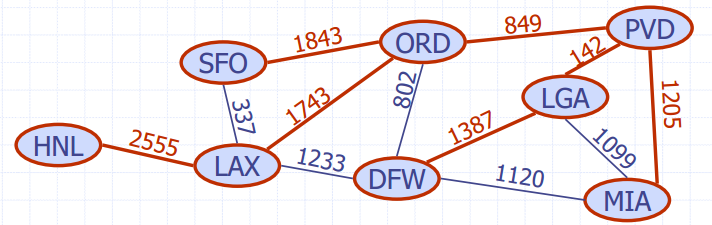 PVD
849
1843
ORD
142
SFO
802
LGA
1205
1743
337
1387
1099
HNL
2555
LAX
1233
DFW
1120
MIA